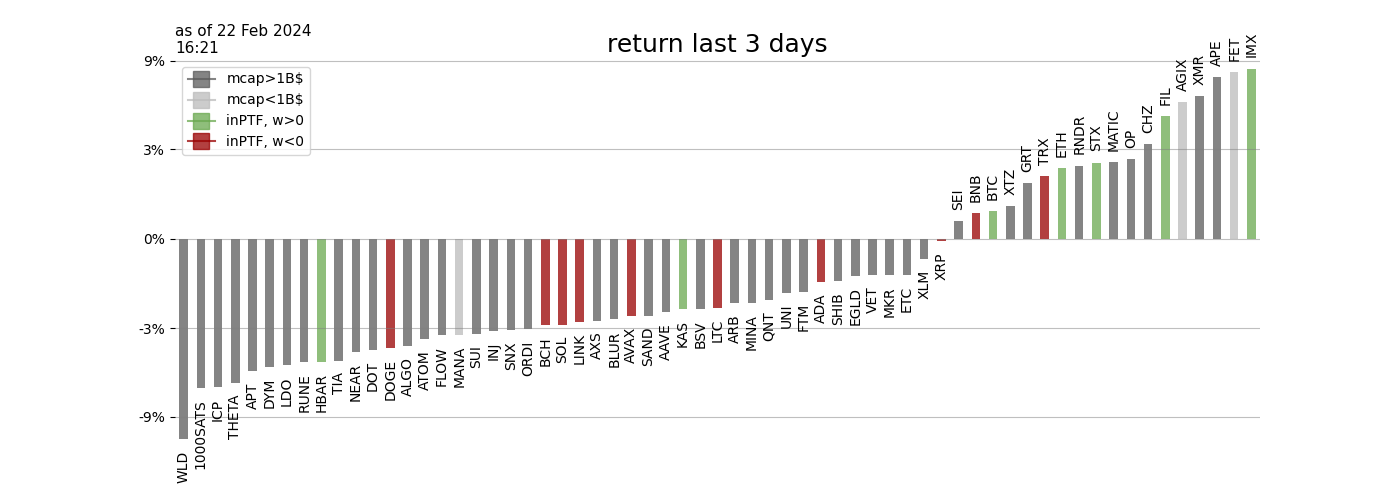 as of 22 Feb 2024
16:21
return last 3 days
9%
3%
0%
-3%
-9%
mcap>1B$
mcap<1B$
inPTF, w>0
inPTF, w<0
WLD
1000SATS
ICP
THETA
APT
DYM
LDO
RUNE
HBAR
TIA
NEAR
DOT
DOGE
ALGO
ATOM
FLOW
MANA
SUI
INJ
SNX
ORDI
BCH
SOL
LINK
AXS
BLUR
AVAX
SAND
AAVE
KAS
BSV
LTC
ARB
MINA
QNT
UNI
FTM
ADA
SHIB
EGLD
VET
MKR
ETC
XLM
XRP
SEI
BNB
BTC
XTZ
GRT
TRX
ETH
RNDR
STX
MATIC
OP
CHZ
FIL
AGIX
XMR
APE
FET
IMX